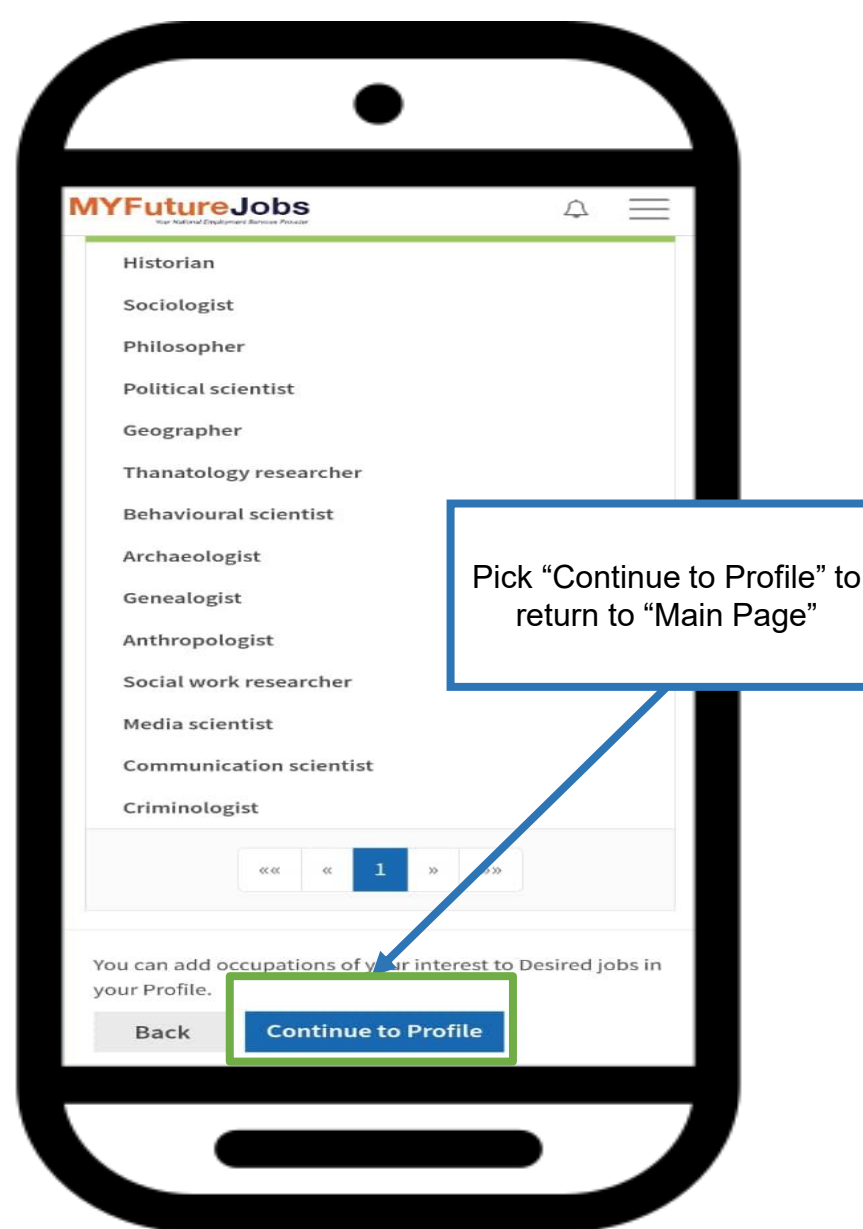 MYFutureJobs
Your National Employment Services Provider
Historian
Sociologist
Philosopher
Political scientist
Geographer
Thanatology researcher
Behavioural scientist
Archaeologist
Genealogist
Anthropologist
Social work researcher
Media scientist
Communication scientist
Criminologist
«« « 1 » »»
Pick “Continue to Profile” to
return to “Main Page”
You can add occupations of your interest to Desired jobs in
your Profile.
Back Continue to Profile